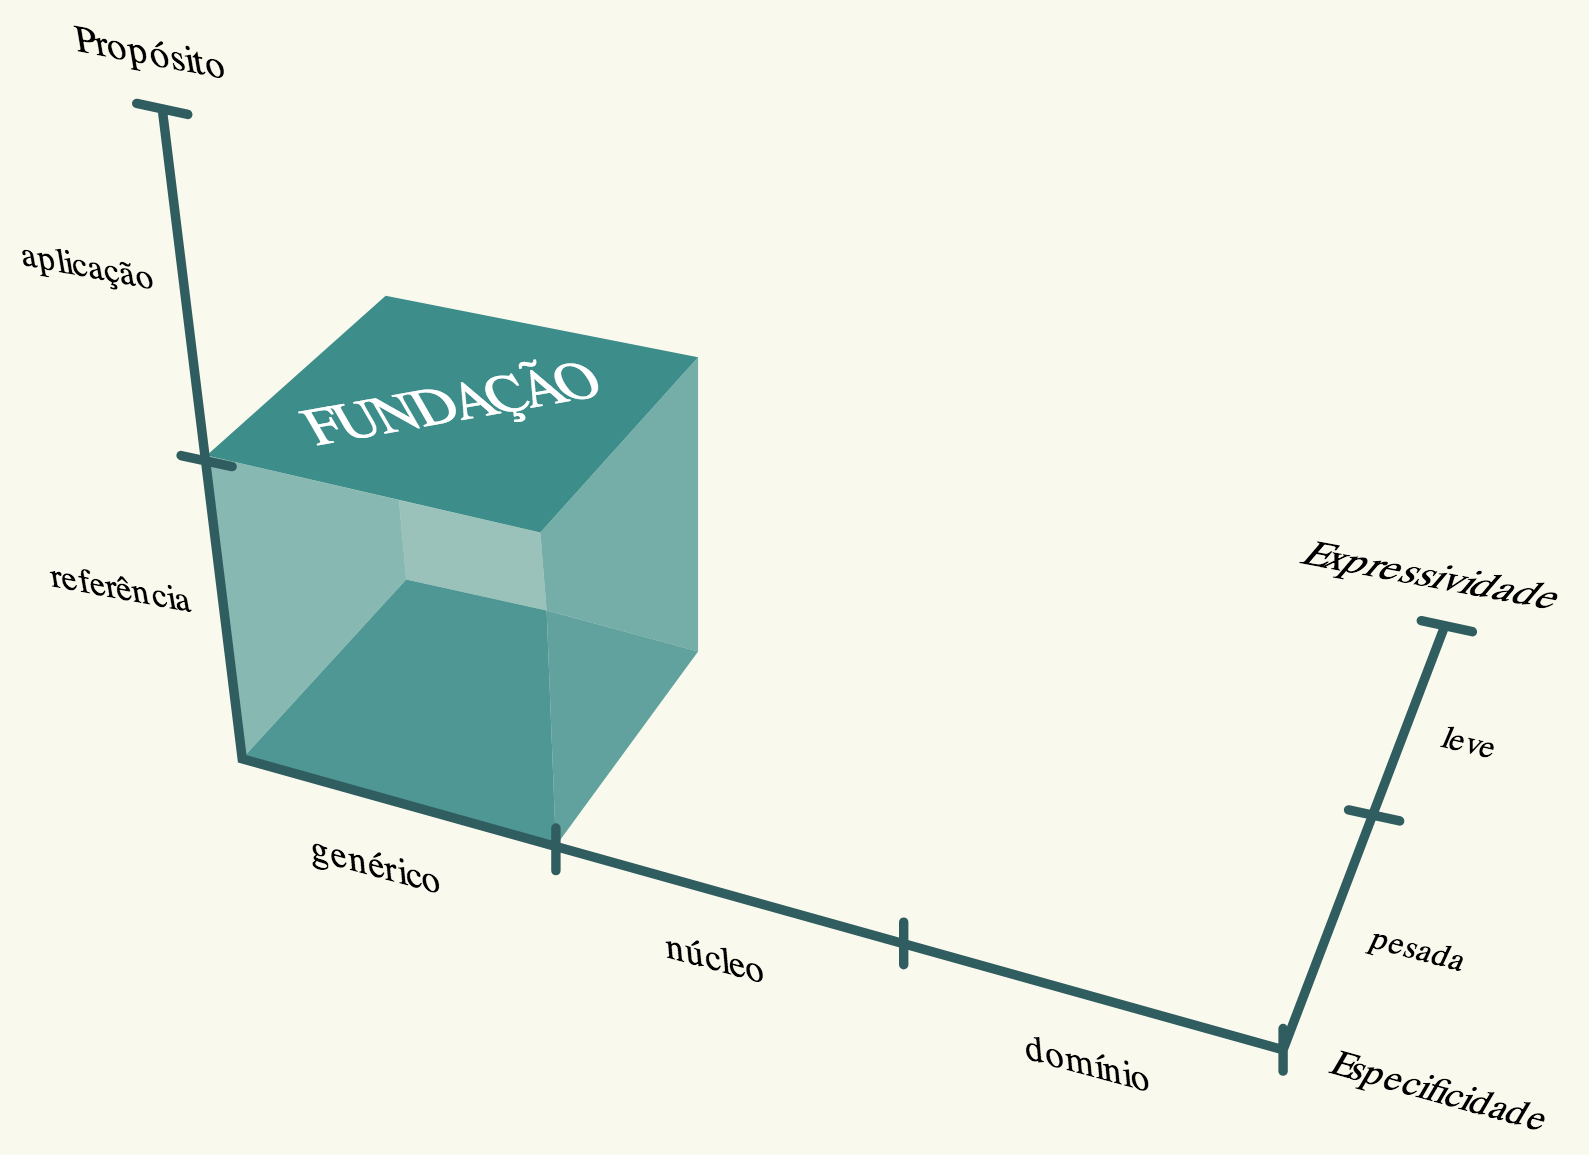 Propósito
aplicação
FUNDAÇÃO
referência
Expressividade
leve
genérico
núcleo
pesada
domínio
Especificidade